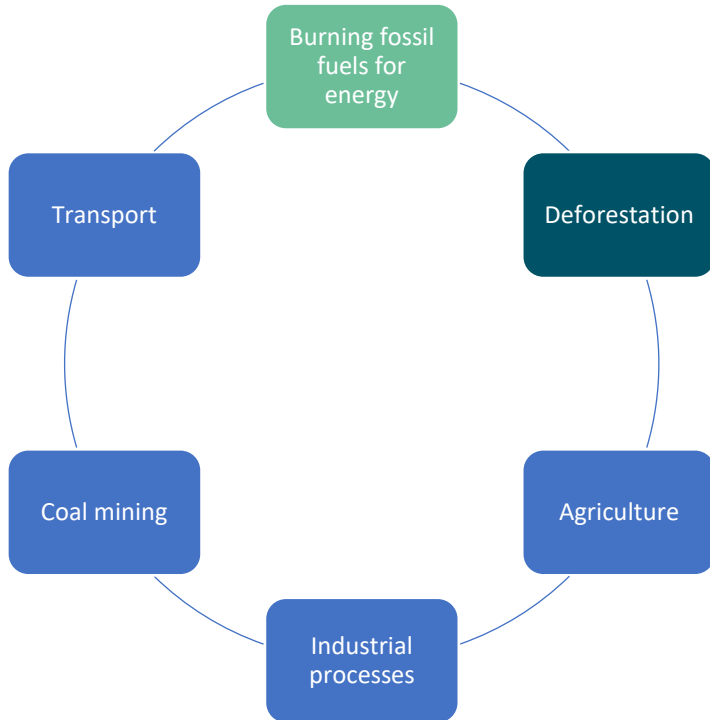 Burning fossil
fuels for
energy
Transport
Deforestation
Coal mining
Agriculture
Industrial
processes